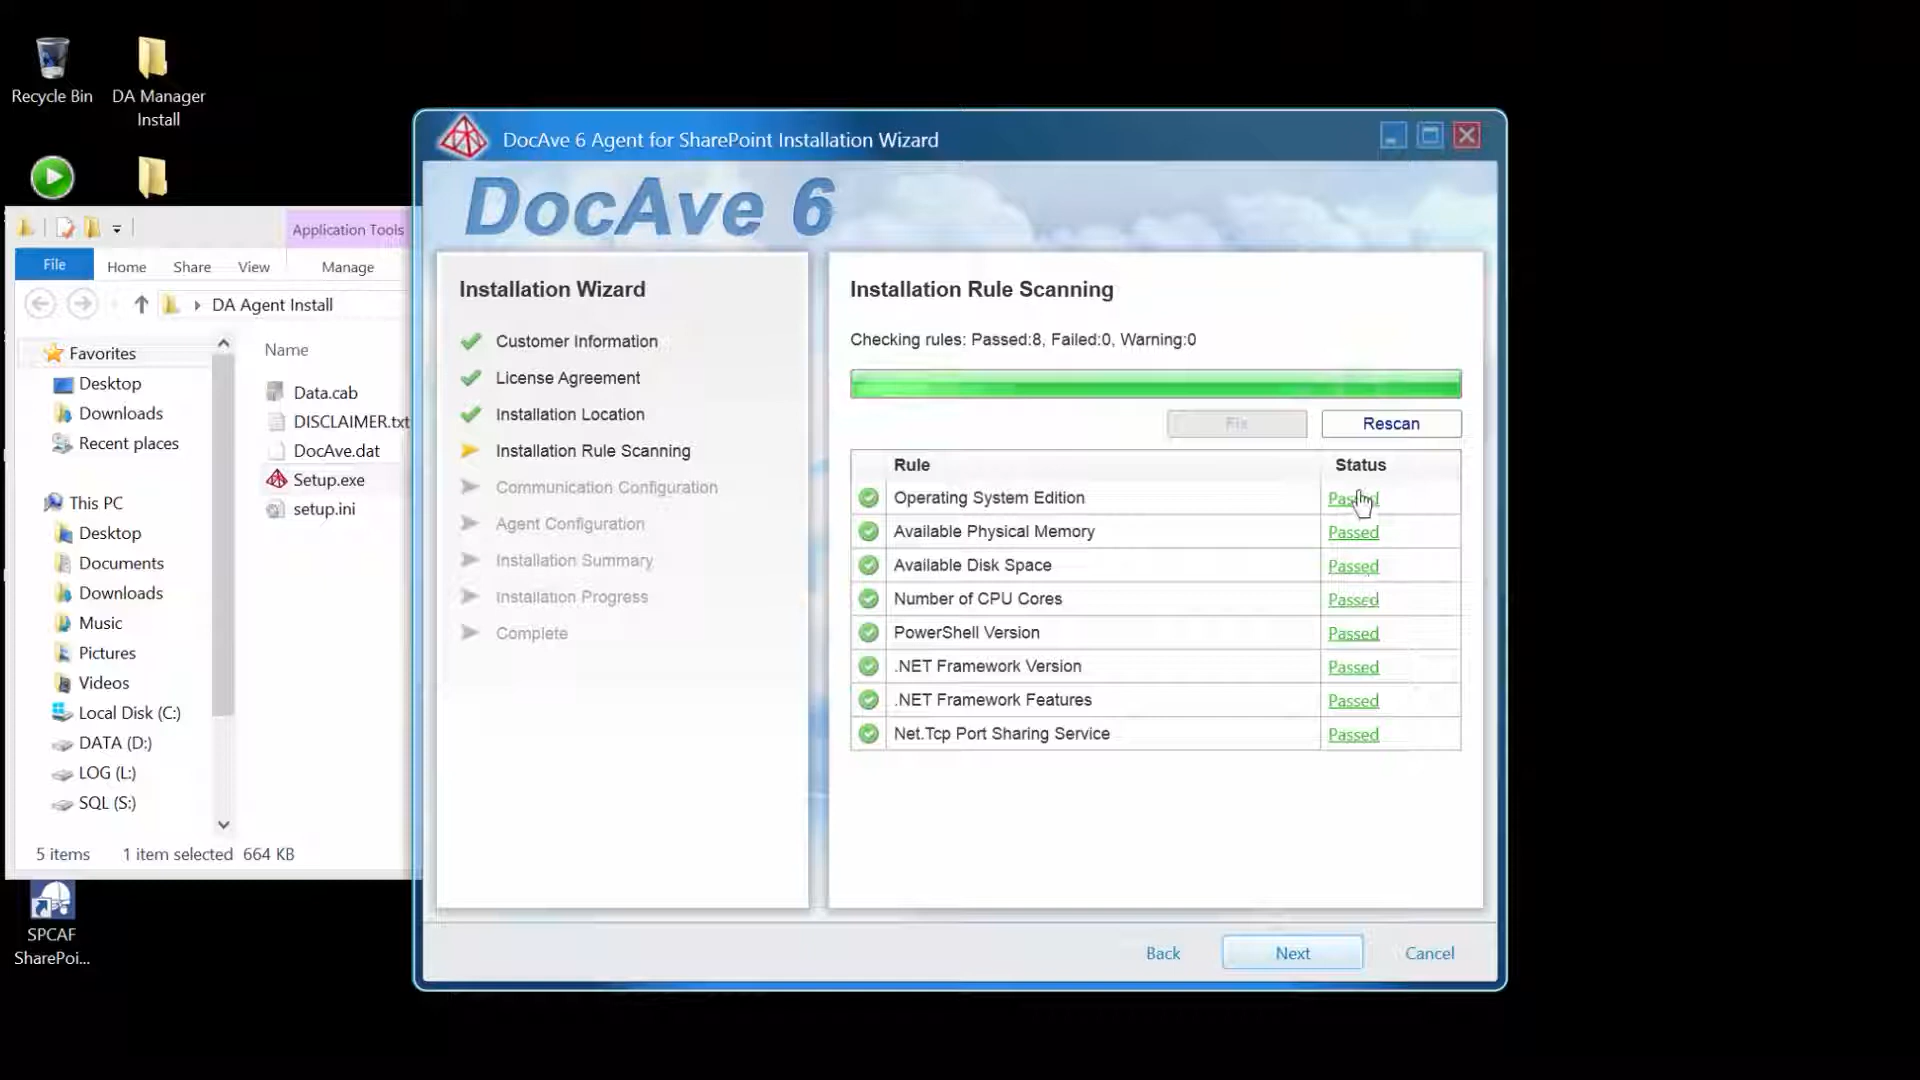 Recycle Bin
DA Manager
Install
Application Tools
File
Home
Share
View
Manage
DA Agent Install
Favorites
Desktop
Downloads
Recent places
This PC
Desktop
Documents
Downloads
Music
Pictures
Videos
Local Disk (C:)
DATA (D:)
LOG (L:)
SQL (S:)
Name
Data.cab
DISCLAIMER.txt
DocAve.dat
Setup.exe
setup.ini
5 items 1 item selected 664 KB
SPCAF
SharePoi...
DocAve 6 Agent for SharePoint Installation Wizard
DocAve 6
Installation Wizard
Customer Information
License Agreement
Installation Location
Installation Rule Scanning
Communication Configuration
Agent Configuration
Installation Summary
Installation Progress
Complete
Installation Rule Scanning
Checking rules: Passed:8, Failed:0, Warning:0
Fix
Rescan
Rule Status
Operating System Edition Passed
Available Physical Memory Passed
Available Disk Space Passed
Number of CPU Cores Passed
PowerShell Version Passed
.NET Framework Version Passed
.NET Framework Features Passed
Net.Tcp Port Sharing Service Passed
Back
Next
Cancel